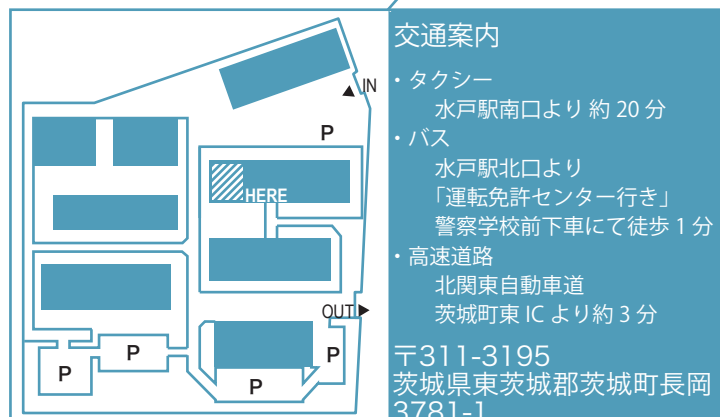 IN
P
HERE
OUT
P
P
P
P
交通案内
・タクシー
水戸駅南口より 約 20 分
・バス
水戸駅北口より
「運転免許センター行き」
警察学校前下車にて徒歩 1 分
・高速道路
北関東自動車道
茨城町東 IC より約 3 分
〒311-3195
茨城県東茨城郡茨城町長岡
3781-1